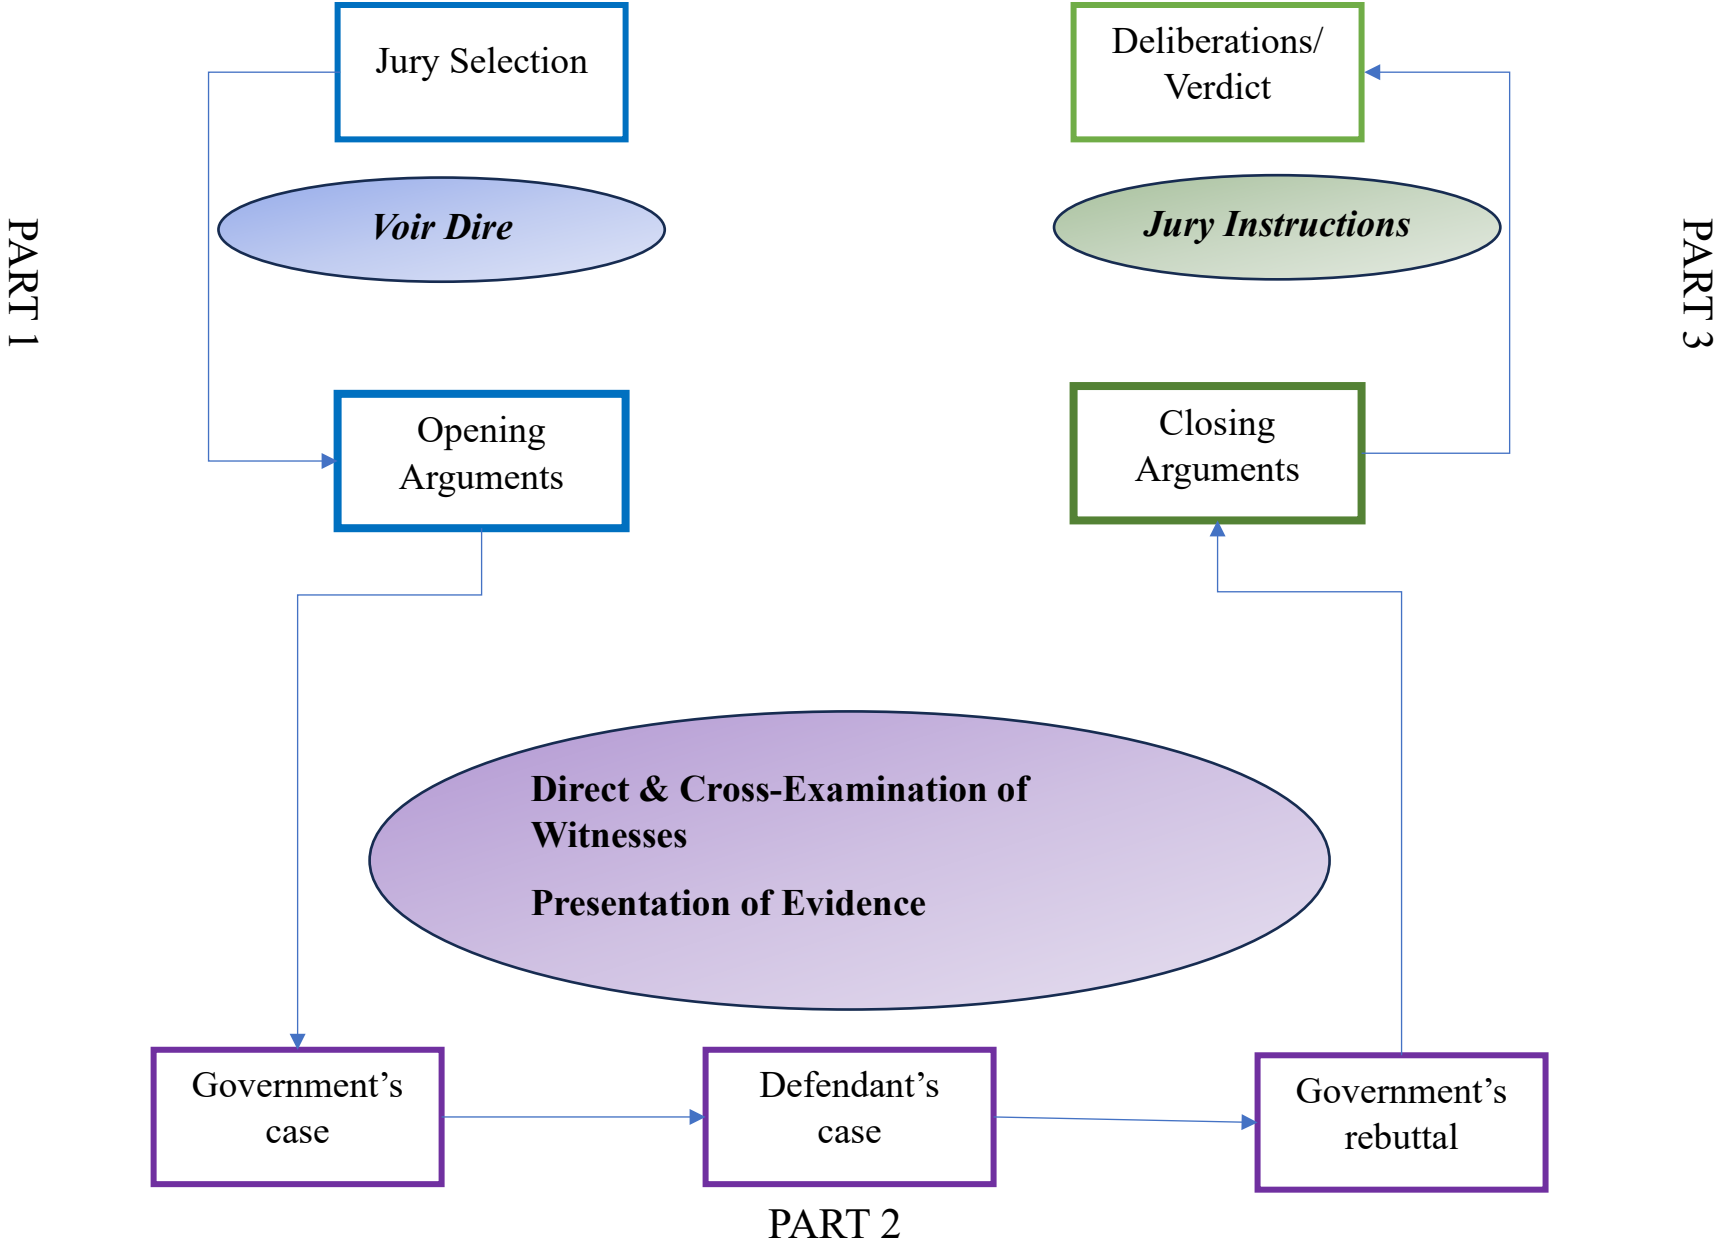 PART 1
Jury Selection
Voir Dire
Opening
Arguments
Direct & Cross-Examination of
Witnesses
Presentation of Evidence
Government’s
case
Defendant’s
case
Government’s
rebuttal
PART 2
Closing
Arguments
Jury Instructions
Deliberations/
Verdict
PART 3